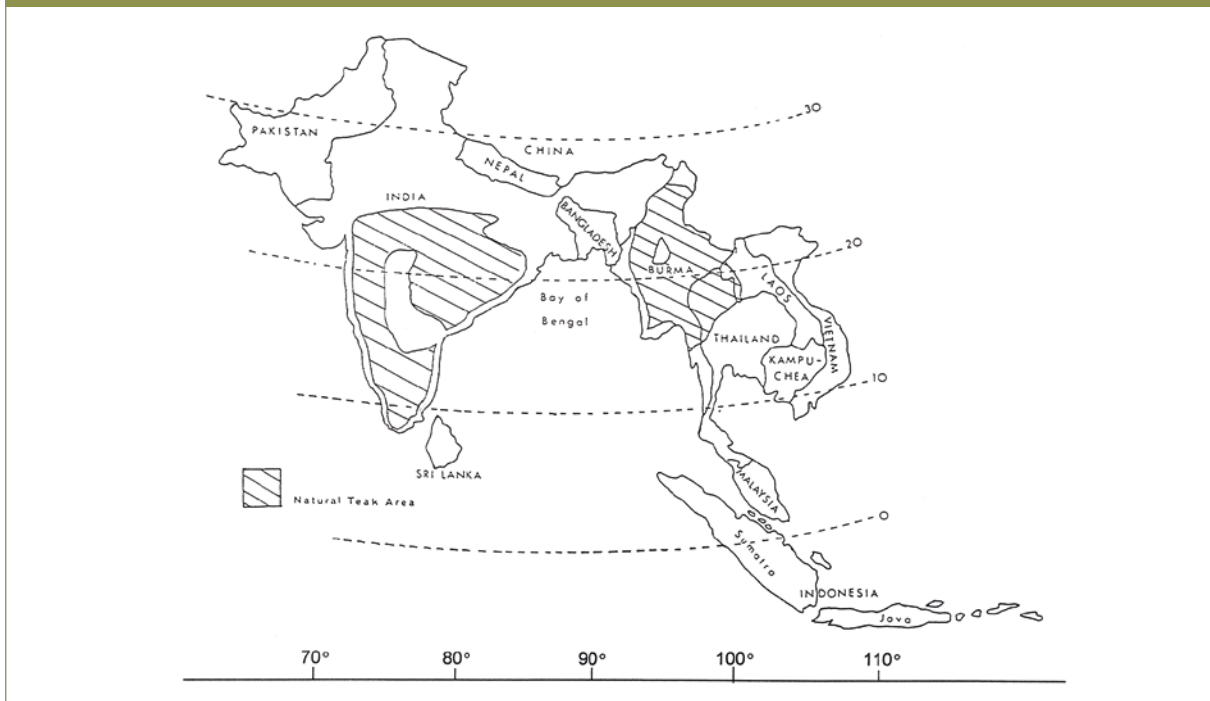 30
PAKISTAN
CHINA
NEPAL
INDIA
BANGLADESH
20
BURMA
LAOS
Bay of
Bengal
THAILAND
VIETNAM
KAMPU-
CHEA
10
SRI LANKA
MALAYSIA
Natural Teak Area
0
Sumatra
INDONESIA
Java
70° 80° 90° 100° 110°